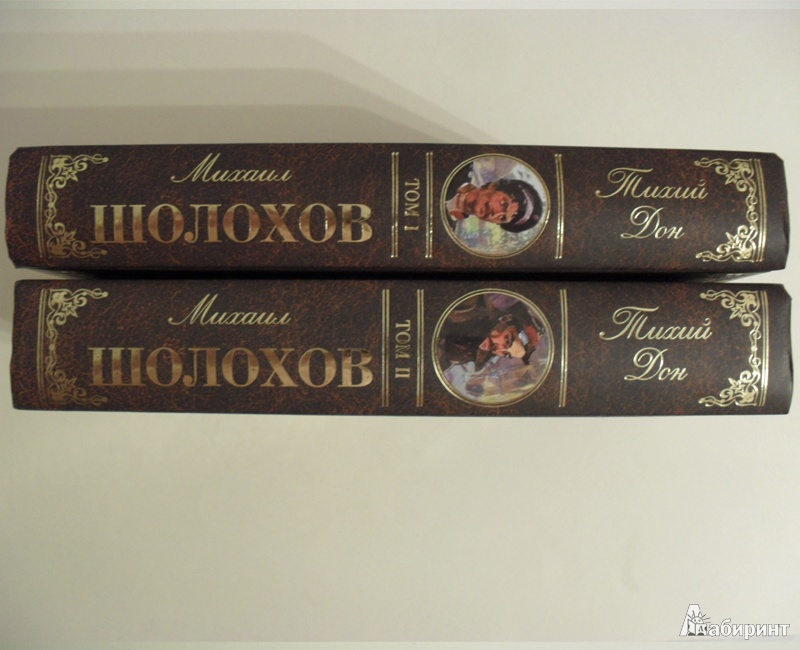 Михаил
ШОЛОХОВ
ТОМ I
Тихий
Дон
Михаил
ШОЛОХОВ
ТОМ II
Тихий
Дон
Лабиринт